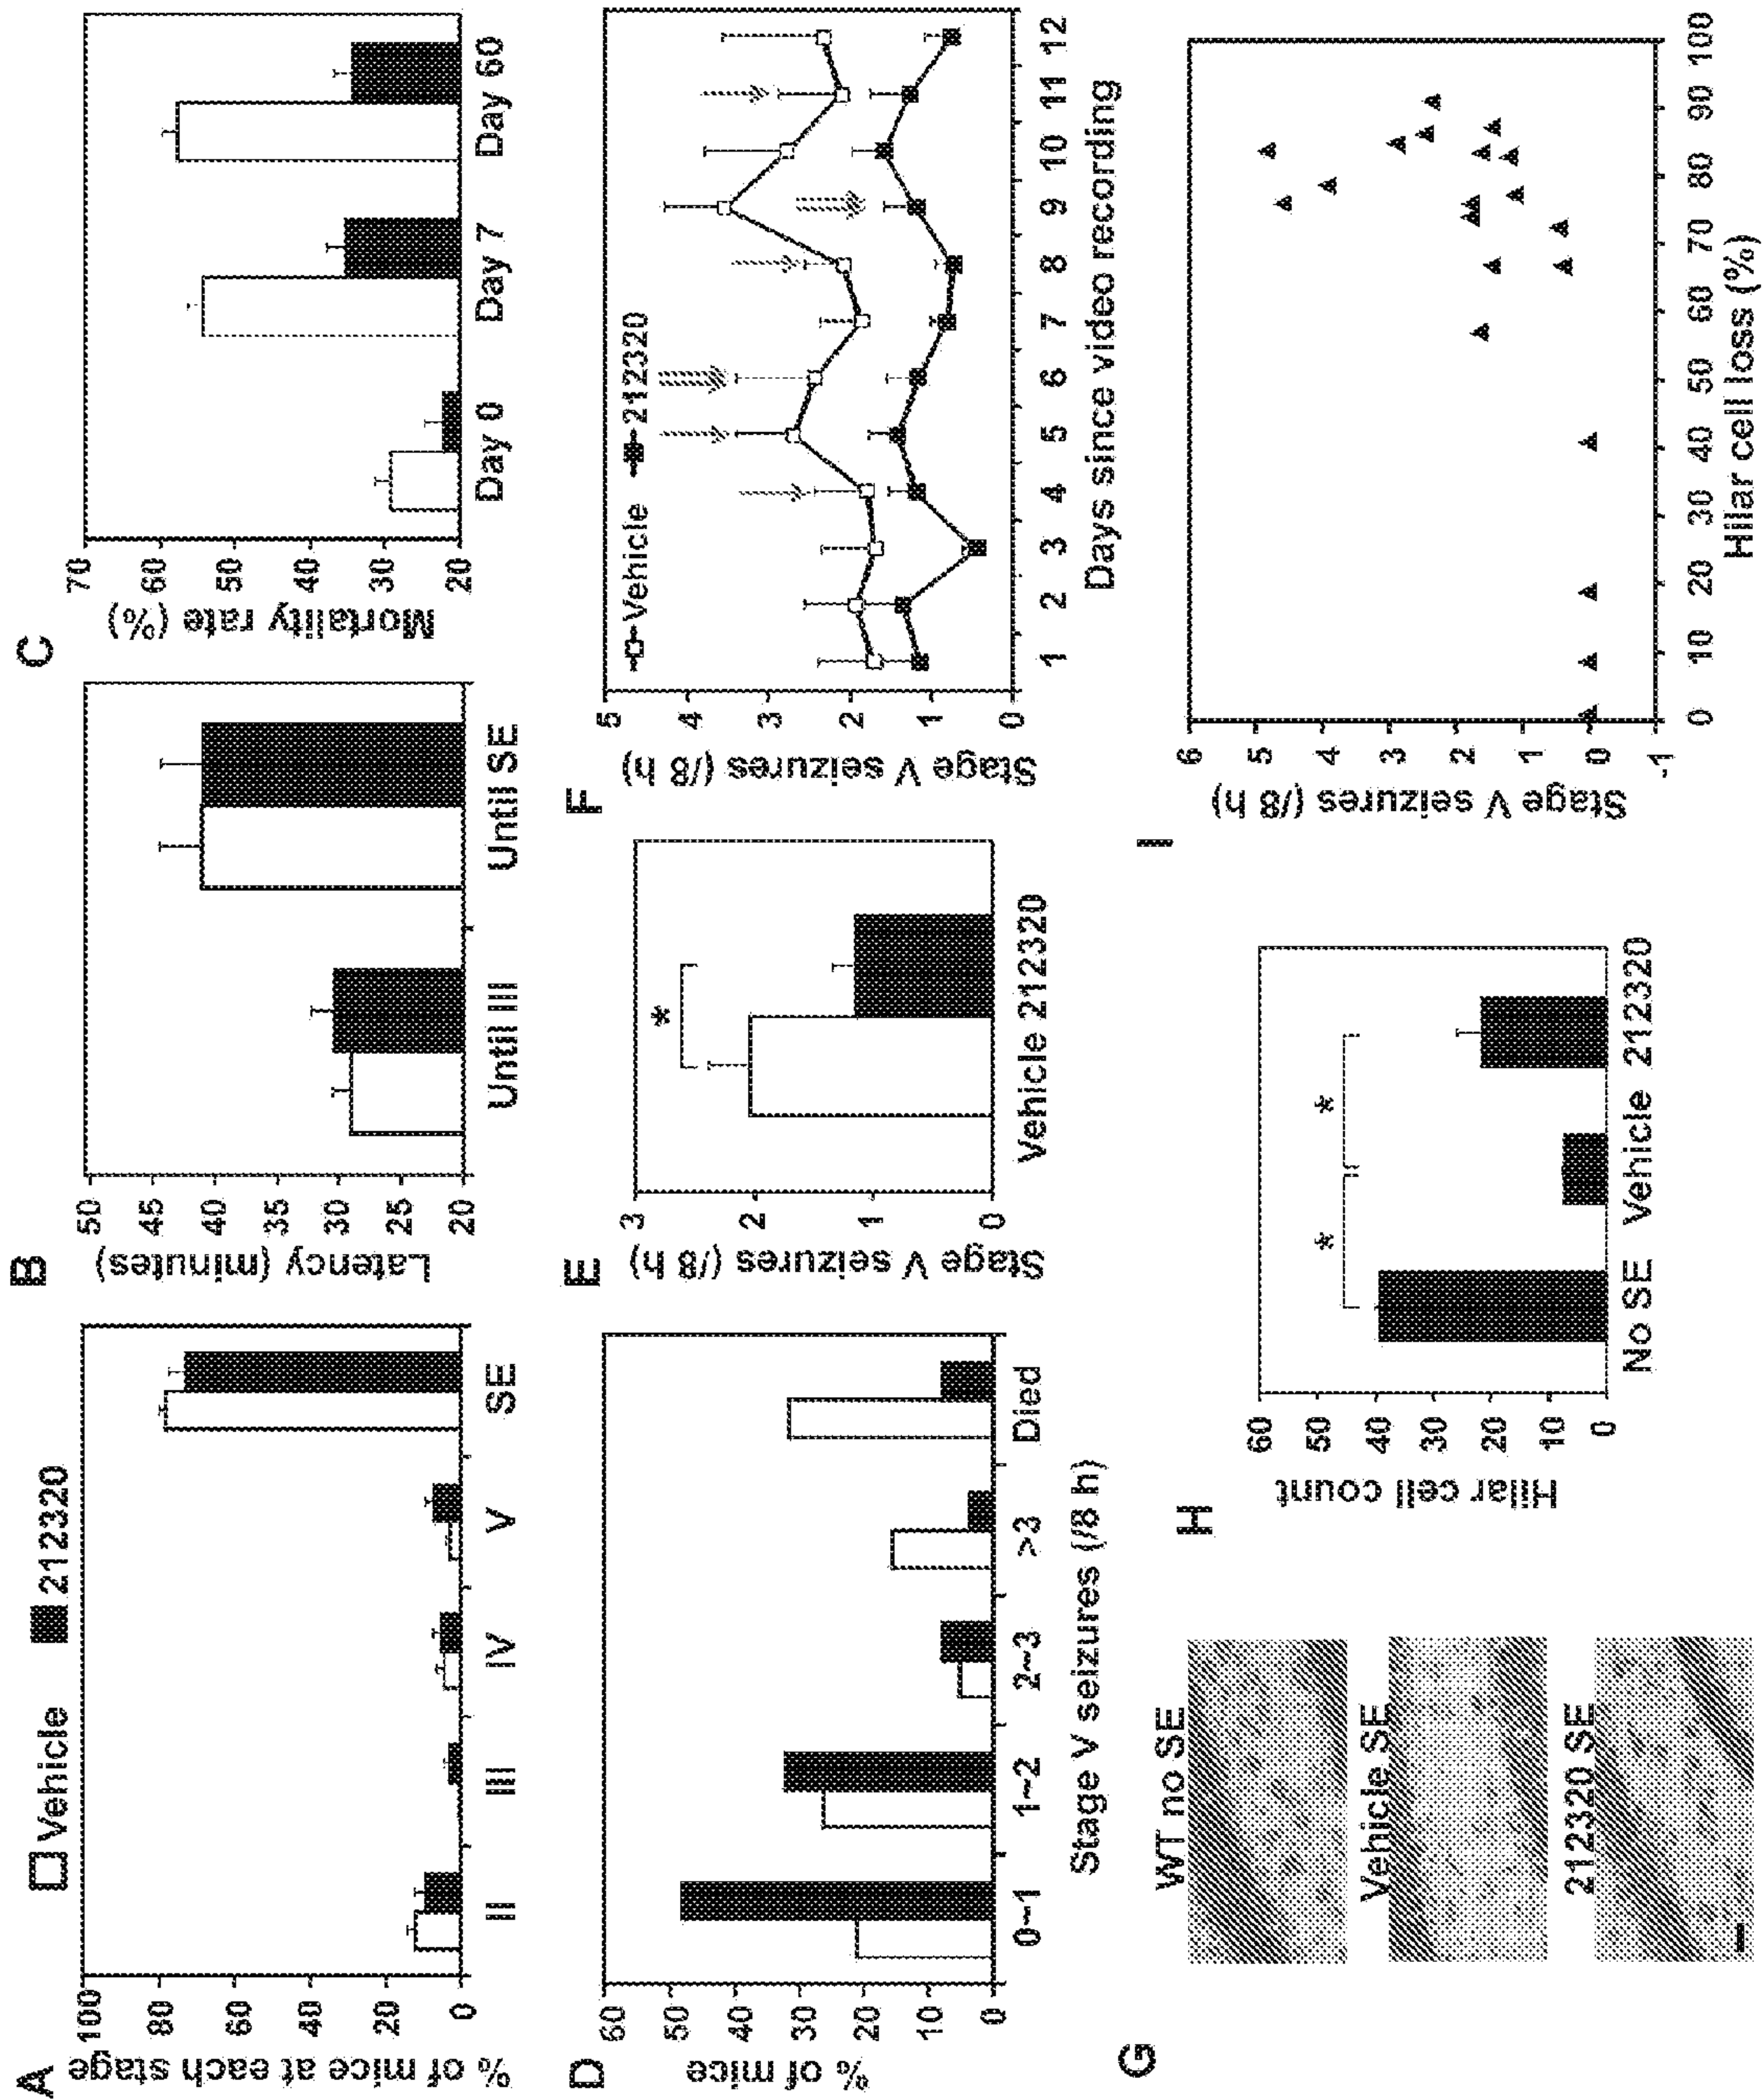 A
□ Vehicle ■ 212320
% of mice at each stage
100
80
60
40
20
0
II III IV V SE
B
Latency (minutes)
50
45
40
35
30
25
20
Until III Until SE
C
Mortality rate (%)
70
60
50
40
30
20
Day 0 Day 7 Day 60
D
% of mice
60
50
40
30
20
10
0
0~1 1~2 2~3 >3 Died
Stage V seizures (/8 h)
E
Stage V seizures (/8 h)
3
2
1
0
*
Vehicle 212320
F
Stage V seizures (/8 h)
Vehicle 212320
5
4
3
2
1
0
1 2 3 4 5 6 7 8 9 10 11 12
Days since video recording
G
WT no SE
Vehicle SE
212320 SE
H
Hilar cell count
60
50
40
30
20
10
0
* *
No SE Vehicle 212320
I
Stage V seizures (/8 h)
6
5
4
3
2
1
0
-1
0 10 20 30 40 50 60 70 80 90 100
Hilar cell loss (%)